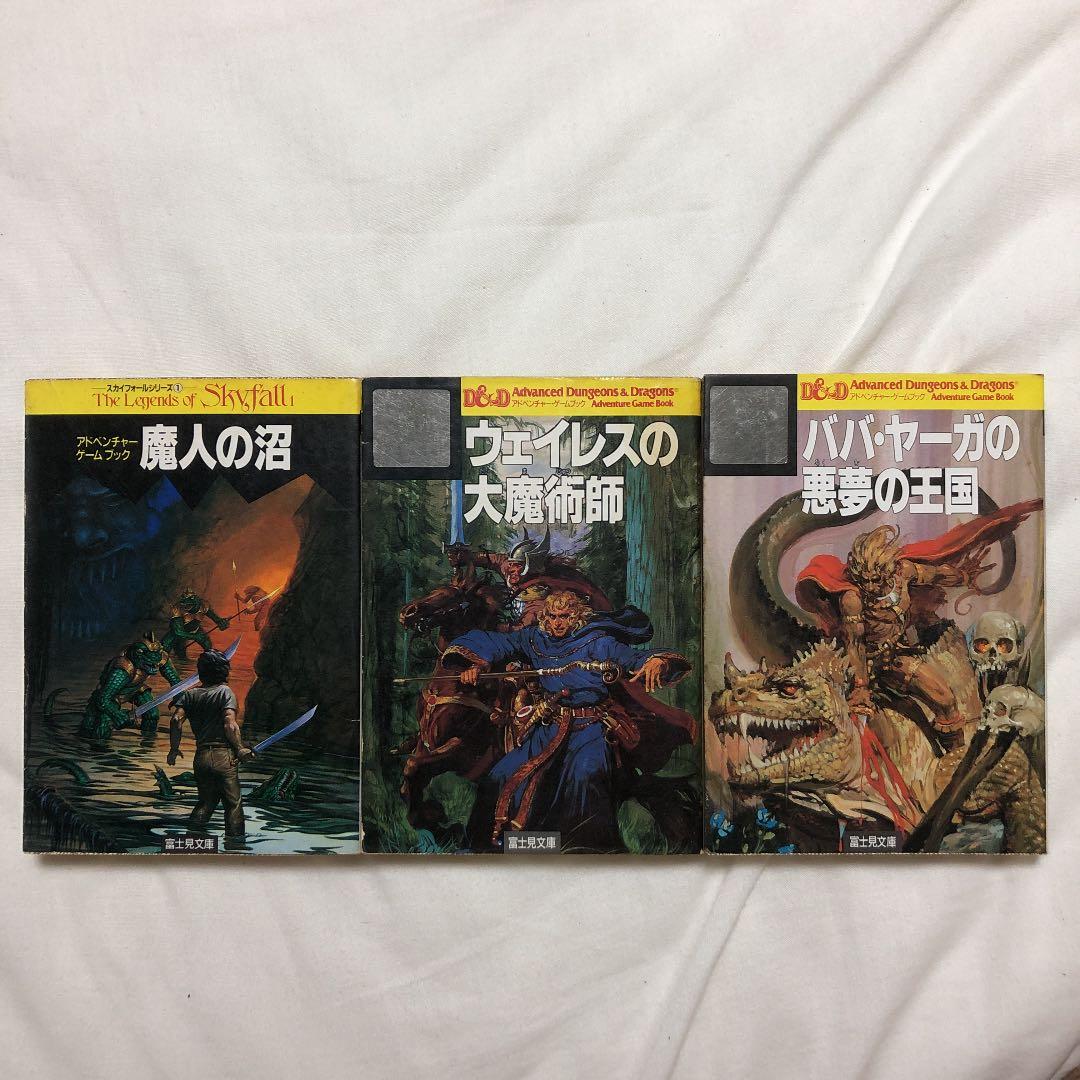 スカイフォールシリーズ①
The Legends of Skyfall 1
アドベンチャー
ゲームブック
魔人の沼
富士見文庫
D&D Advanced Dungeons & Dragons®
アドベンチャー・ゲームブック Adventure Game Book
ウェイレスの
大魔術師
富士見文庫
D&D Advanced Dungeons & Dragons®
アドベンチャー・ゲームブック Adventure Game Book
ババ・ヤーガの
悪夢の王国
富士見文庫